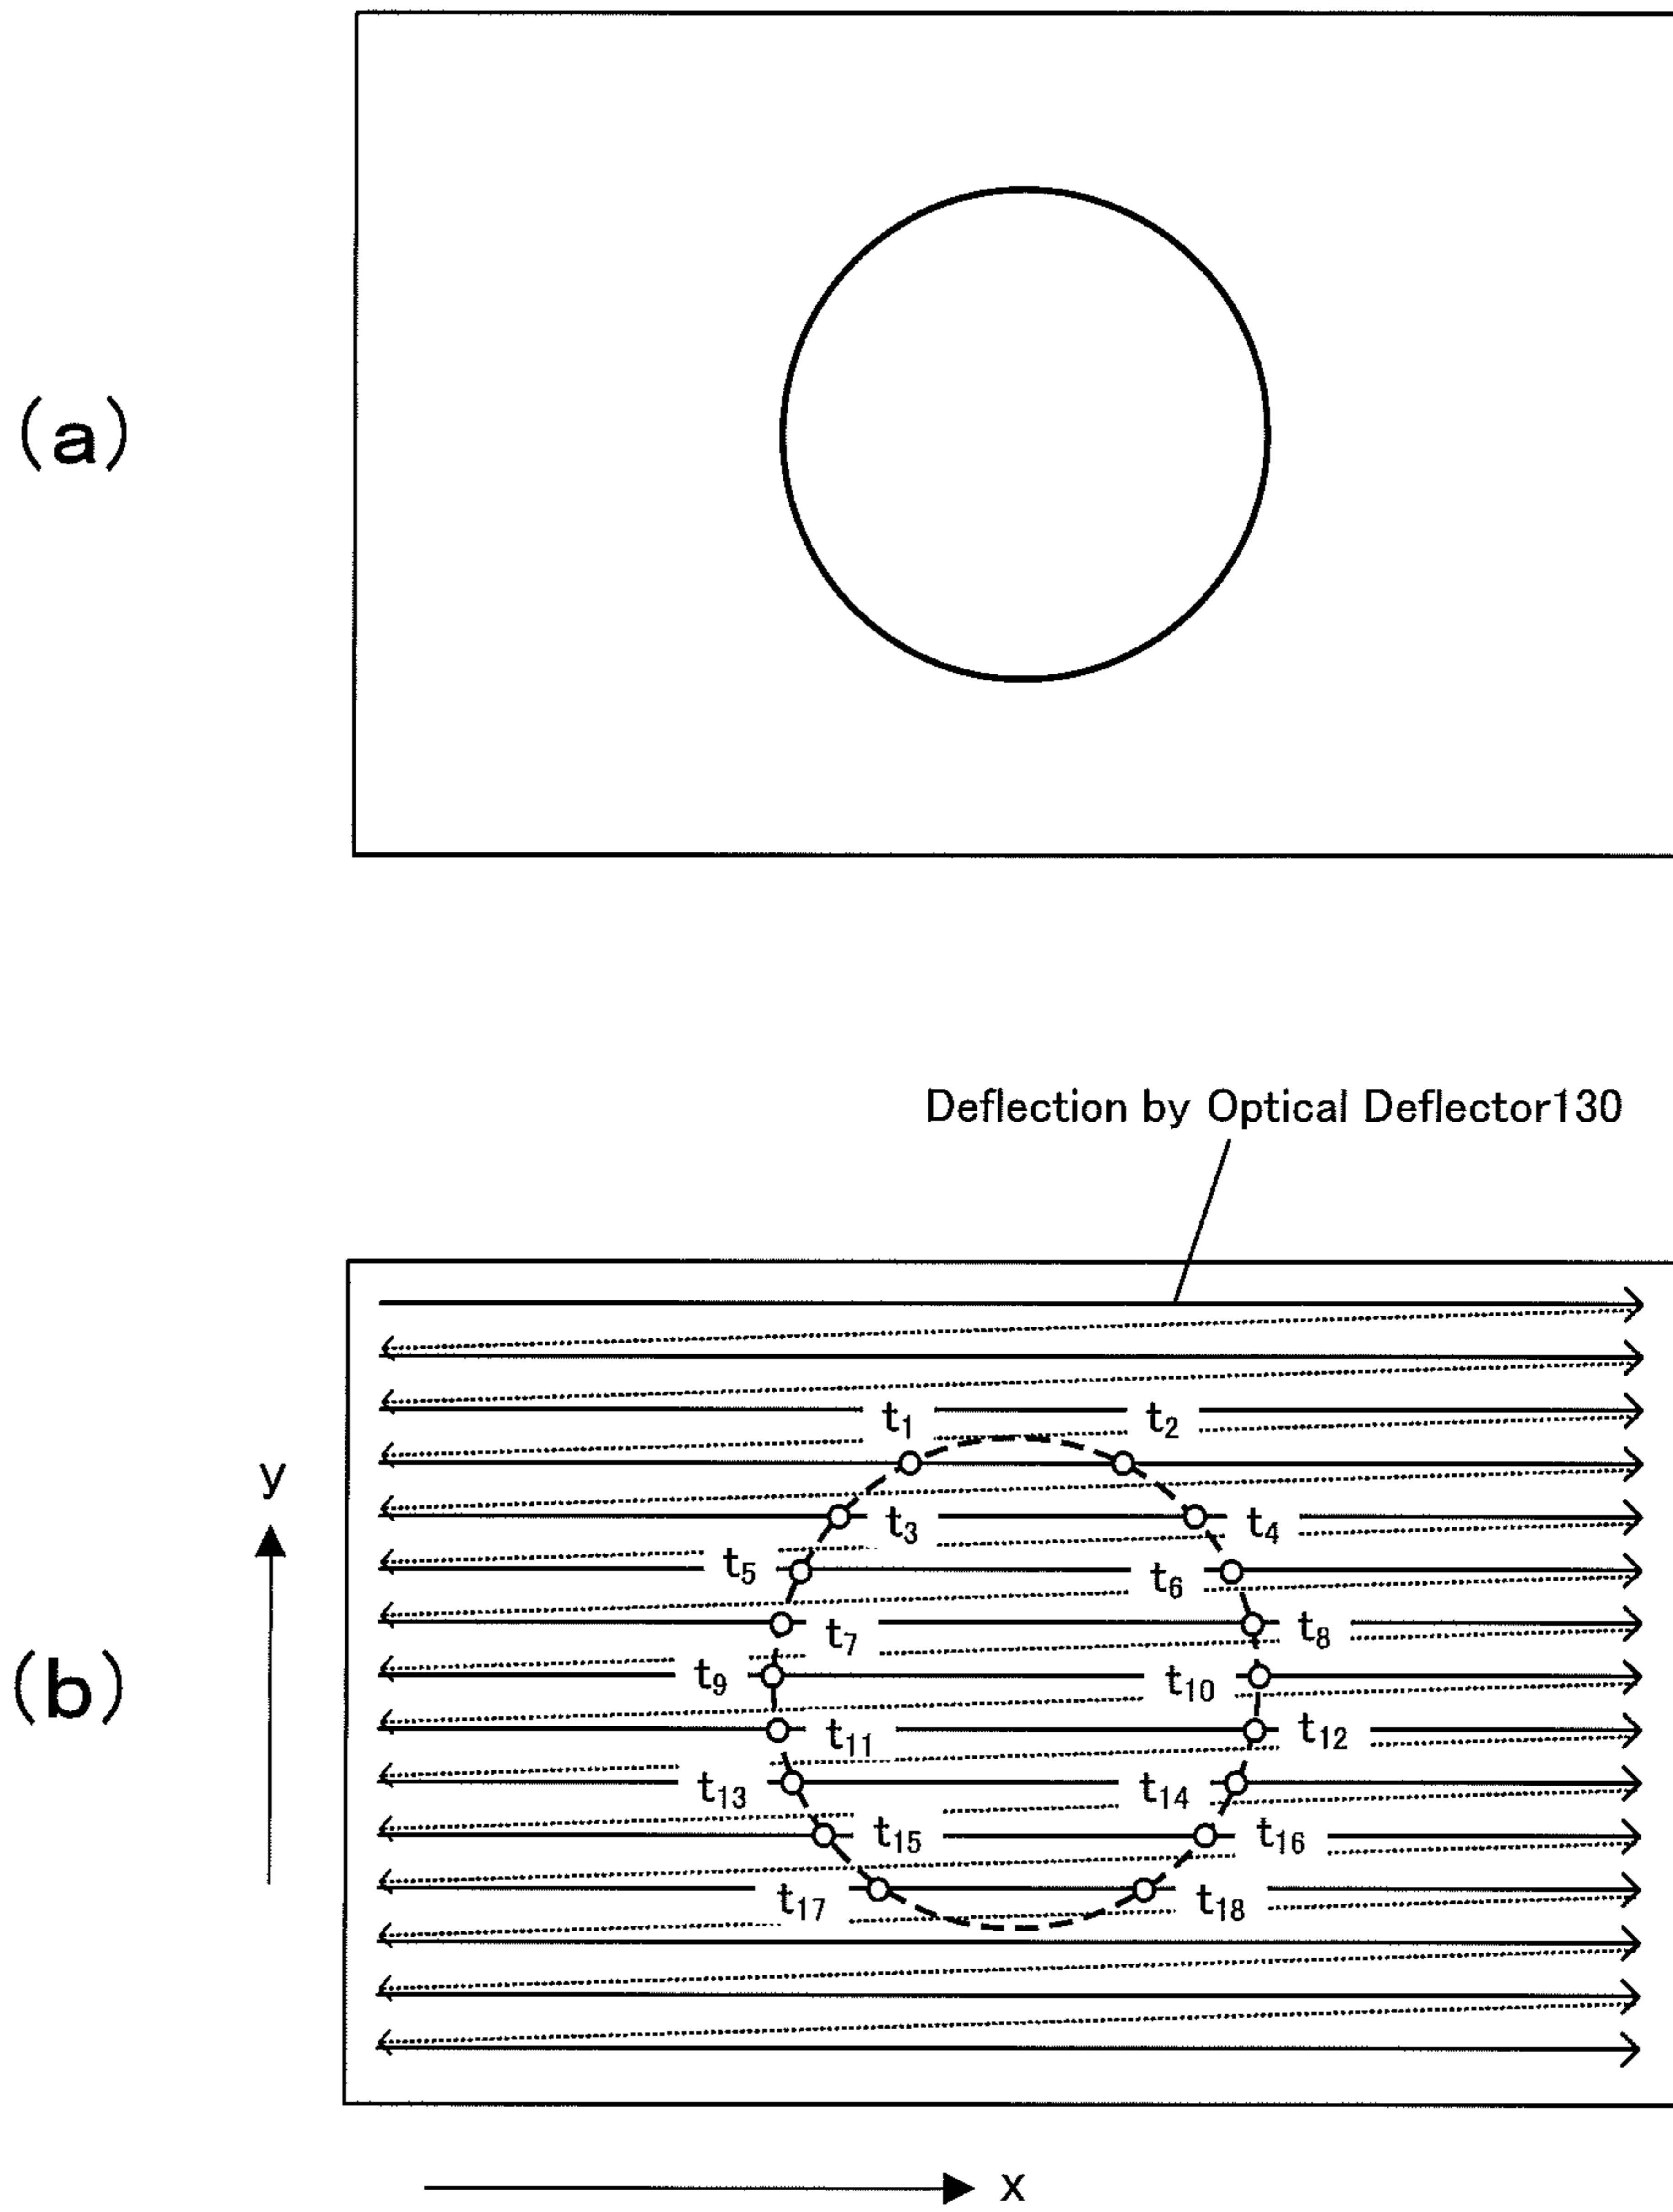 (a)
Deflection by Optical Deflector130
t1 t2
y
t3 t4
t5 t6
t7 t8
(b)
t9 t10
t11 t12
t13 t14
t15 t16
t17 t18
x